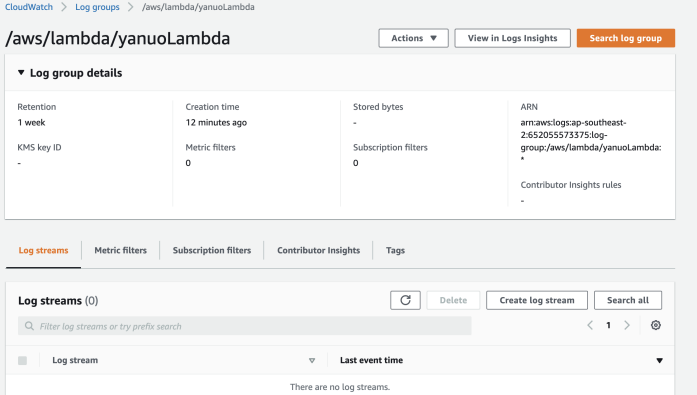 CloudWatch > Log groups > /aws/lambda/yanuoLambda
/aws/lambda/yanuoLambda
Actions ▼
View in Logs Insights
Search log group
▼ Log group details
Retention
1 week
KMS key ID
-
Creation time
12 minutes ago
Metric filters
0
Stored bytes
-
Subscription filters
0
ARN
arn:aws:logs:ap-southeast-
2:652055573375:log-
group:/aws/lambda/yanuoLambda:
*
Contributor Insights rules
-
Log streams
Metric filters
Subscription filters
Contributor Insights
Tags
Log streams (0)
Delete
Create log stream
Search all
Filter log streams or try prefix search
< 1 >
Log stream
Last event time
There are no log streams.